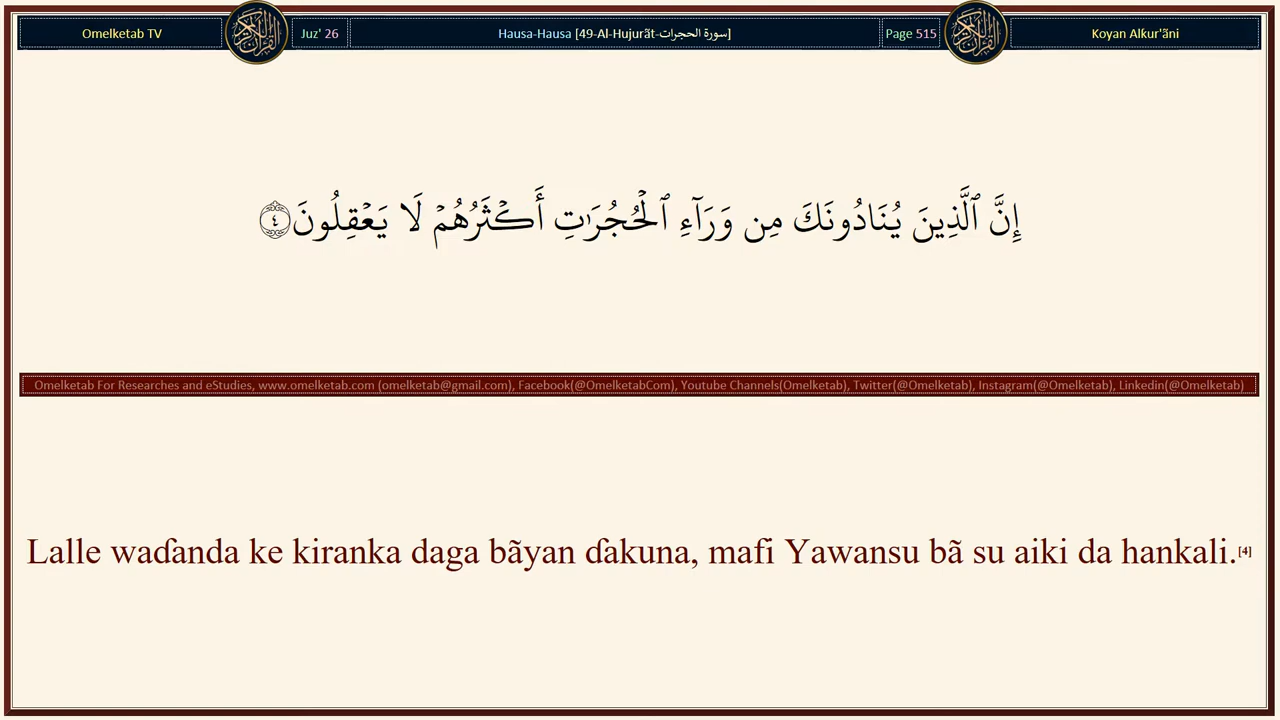 Omelketab TV
Juz' 26
Hausa-Hausa [49-Al-Hujurãt-سورة الحجرات]
Page 515
Koyan Alƙur'ãni
إِنَّ ٱلَّذِينَ يُنَادُونَكَ مِن وَرَآءِ ٱلْحُجُرَٰتِ أَكْثَرُهُمْ لَا يَعْقِلُونَ ٤
Omelketab For Researches and eStudies, www.omelketab.com (omelketab@gmail.com), Facebook(@OmelketabCom), Youtube Channels(Omelketab), Twitter(@Omelketab), Instagram(@Omelketab), Linkedin(@Omelketab)
Lalle waɗanda ke kiranka daga bãyan ɗakuna, mafi Yawansu bã su aiki da hankali.[4]